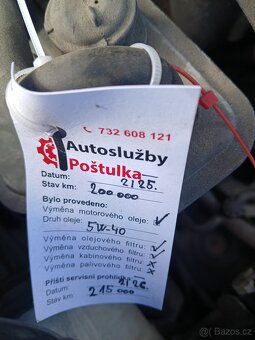 732 608 121
Autoslužby
Poštulka
Datum: 2/25.
Stav km: 200 000
Bylo provedeno:
Výměna motorového oleje: ✓
Druh oleje: 5W-40
Výměna olejového filtru: ✓
Výměna vzduchového filtru: ✓
Výměna kabinového filtru: x
Výměna palivového filtru: x
Příští servisní prohlídka
Datum 2/26.
Stav km: 215 000
Bazoš.cz